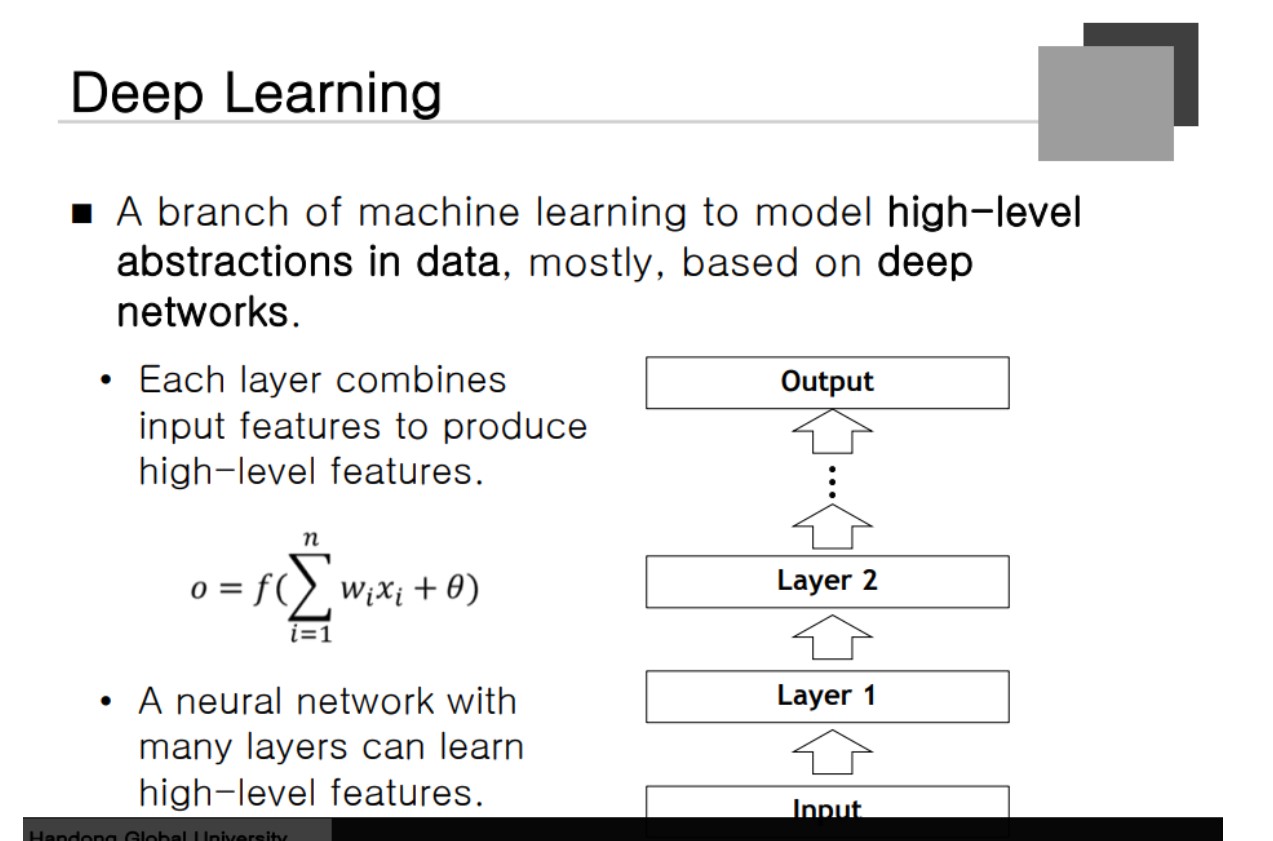 Deep Learning
■ A branch of machine learning to model high-level
abstractions in data, mostly, based on deep
networks.
• Each layer combines
input features to produce
high-level features.
o = f(∑_{i=1}^{n} w_i x_i + θ)
• A neural network with
many layers can learn
high-level features.
Output
⋮
Layer 2
Layer 1
Input
Handong Global University